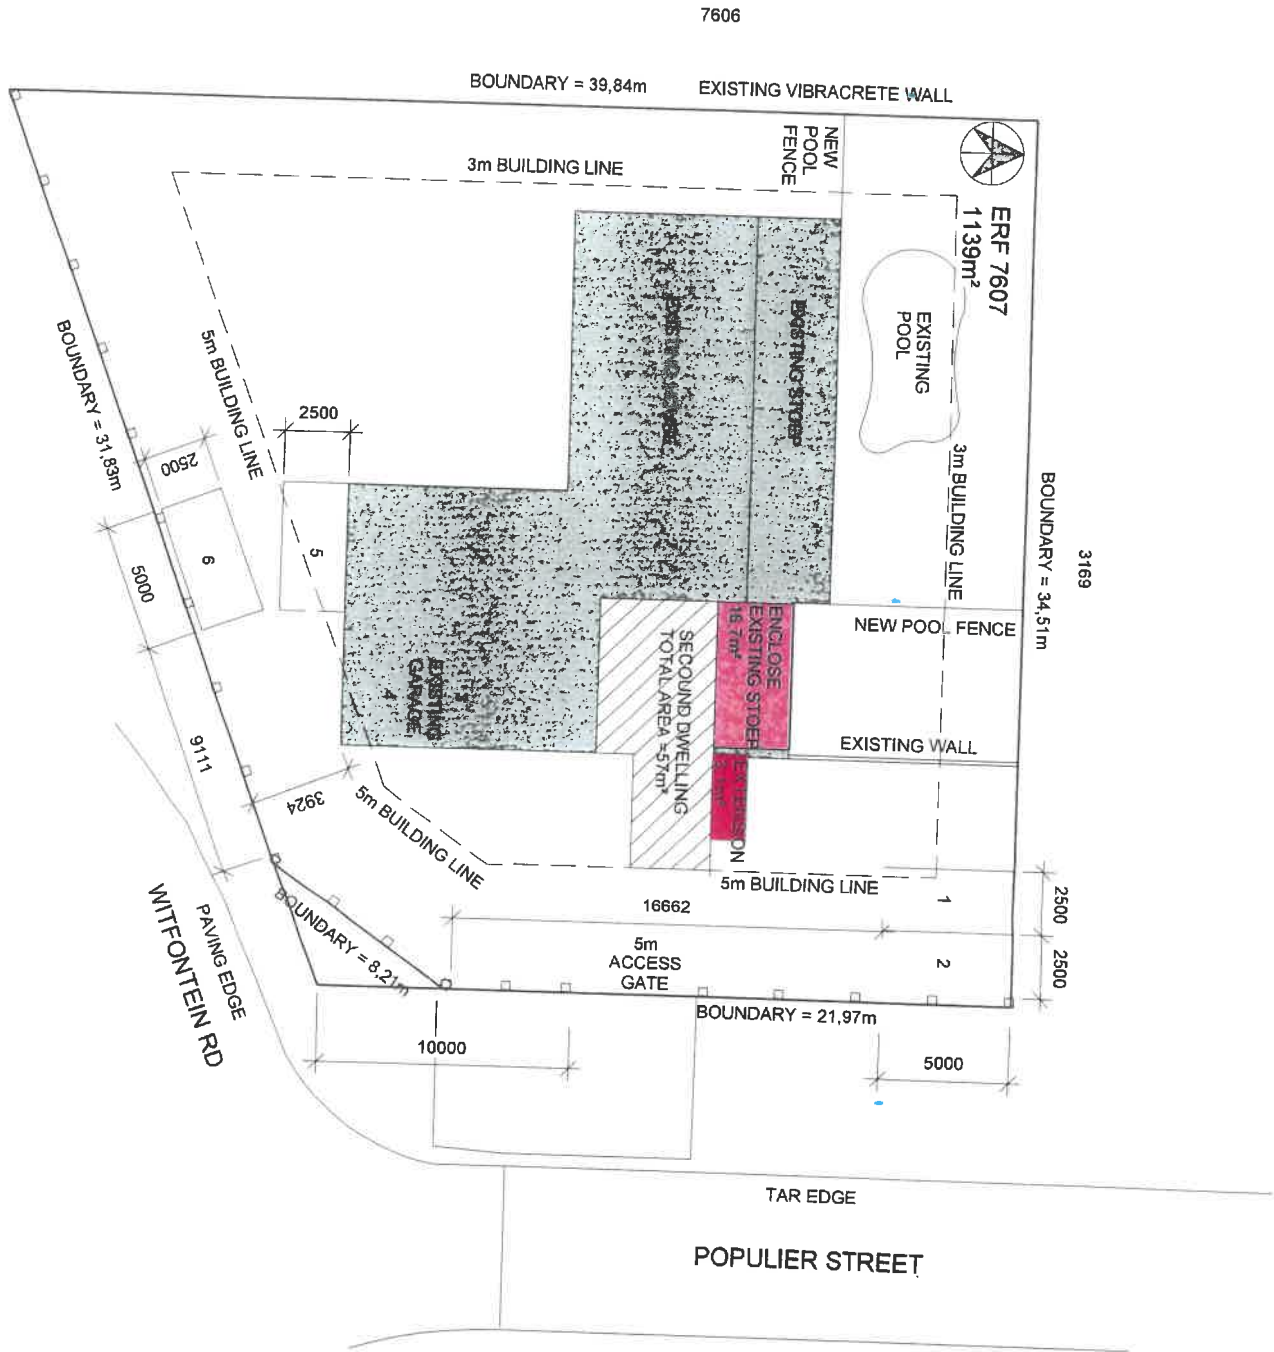 7606
BOUNDARY = 39,84m
EXISTING VIBRACRETE WALL
NEW
POOL
FENCE
3m BUILDING LINE
ERF 7607
1139m²
EXISTING
POOL
EXISTING STOEP
EXISTING HOUSE
BOUNDARY = 31,83m
5m BUILDING LINE
2500
2500
3m BUILDING LINE
BOUNDARY = 34,51m
3169
5
6
5000
ENCLOSE
EXISTING STOEP
18.7m²
NEW POOL FENCE
SECOUND DWELLING
TOTAL AREA =57m²
EXISTING
GARAGE
4
EXISTING WALL
EXTENSION
9111
3924
5m BUILDING LINE
5m BUILDING LINE
1
2500
16662
2
2500
5m
ACCESS
GATE
BOUNDARY = 8,21m
PAVING EDGE
WITFONTEIN RD
BOUNDARY = 21,97m
10000
5000
TAR EDGE
POPULIER STREET